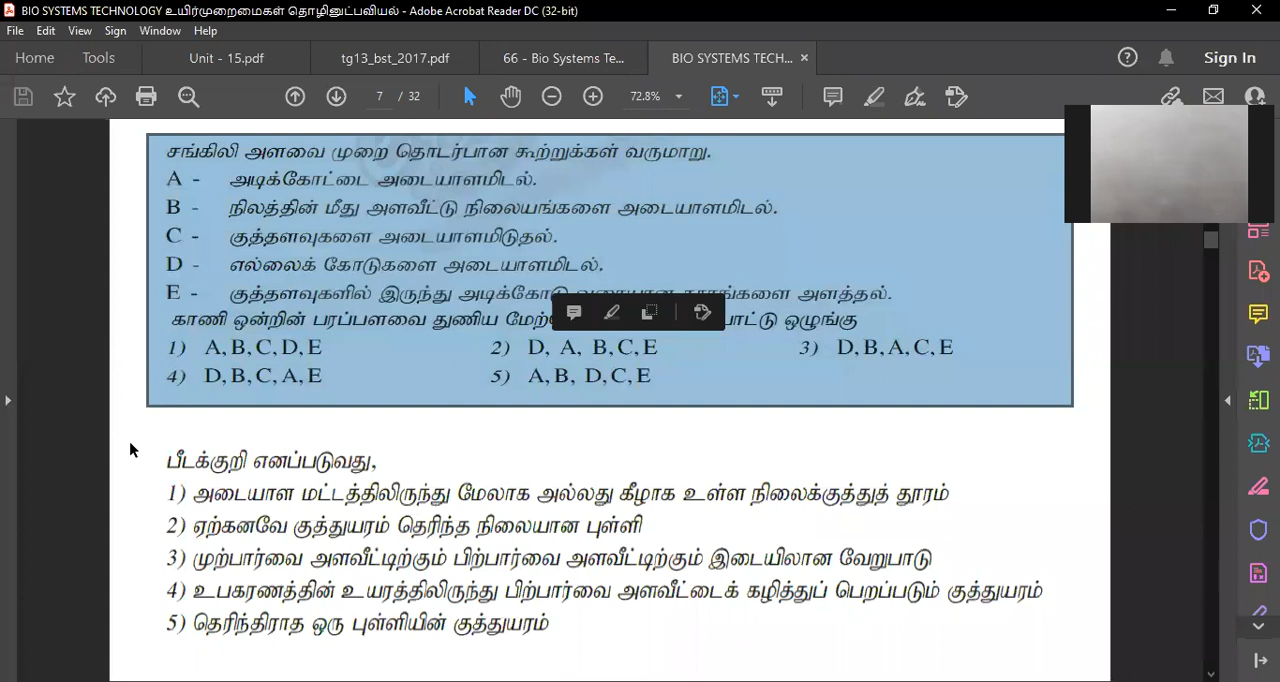 BIO SYSTEMS TECHNOLOGY உயிர்முறைமைகள் தொழினுட்பவியல் - Adobe Acrobat Reader DC (32-bit)
File Edit View Sign Window Help
Home Tools Unit - 15.pdf tg13_bst_2017.pdf 66 - Bio Systems Te... BIO SYSTEMS TECH... × Sign In
7 / 32 72.8%
சங்கிலி அளவை முறை தொடர்பான கூற்றுக்கள் வருமாறு.
A - அடிக்கோட்டை அடையாளமிடல்.
B - நிலத்தின் மீது அளவீட்டு நிலையங்களை அடையாளமிடல்.
C - குத்தளவுகளை அடையாளமிடுதல்.
D - எல்லைக் கோடுகளை அடையாளமிடல்.
E - குத்தளவுகளில் இருந்து அளத்தல்.
காணி ஒன்றின் பரப்பளவை துணிய ஒழுங்கு
1) A, B, C, D, E 2) D, A, B, C, E 3) D, B, A, C, E
4) D, B, C, A, E 5) A, B, D, C, E
பீடக்குறி எனப்படுவது,
1) அடையாள மட்டத்திலிருந்து மேலாக அல்லது கீழாக உள்ள நிலைக்குத்துத் தூரம்
2) ஏற்கனவே குத்துயரம் தெரிந்த நிலையான புள்ளி
3) முற்பார்வை அளவீட்டிற்கும் பிற்பார்வை அளவீட்டிற்கும் இடையிலான வேறுபாடு
4) உபகரணத்தின் உயரத்திலிருந்து பிற்பார்வை அளவீட்டைக் கழித்துப் பெறப்படும் குத்துயரம்
5) தெரிந்திராத ஒரு புள்ளியின் குத்துயரம்